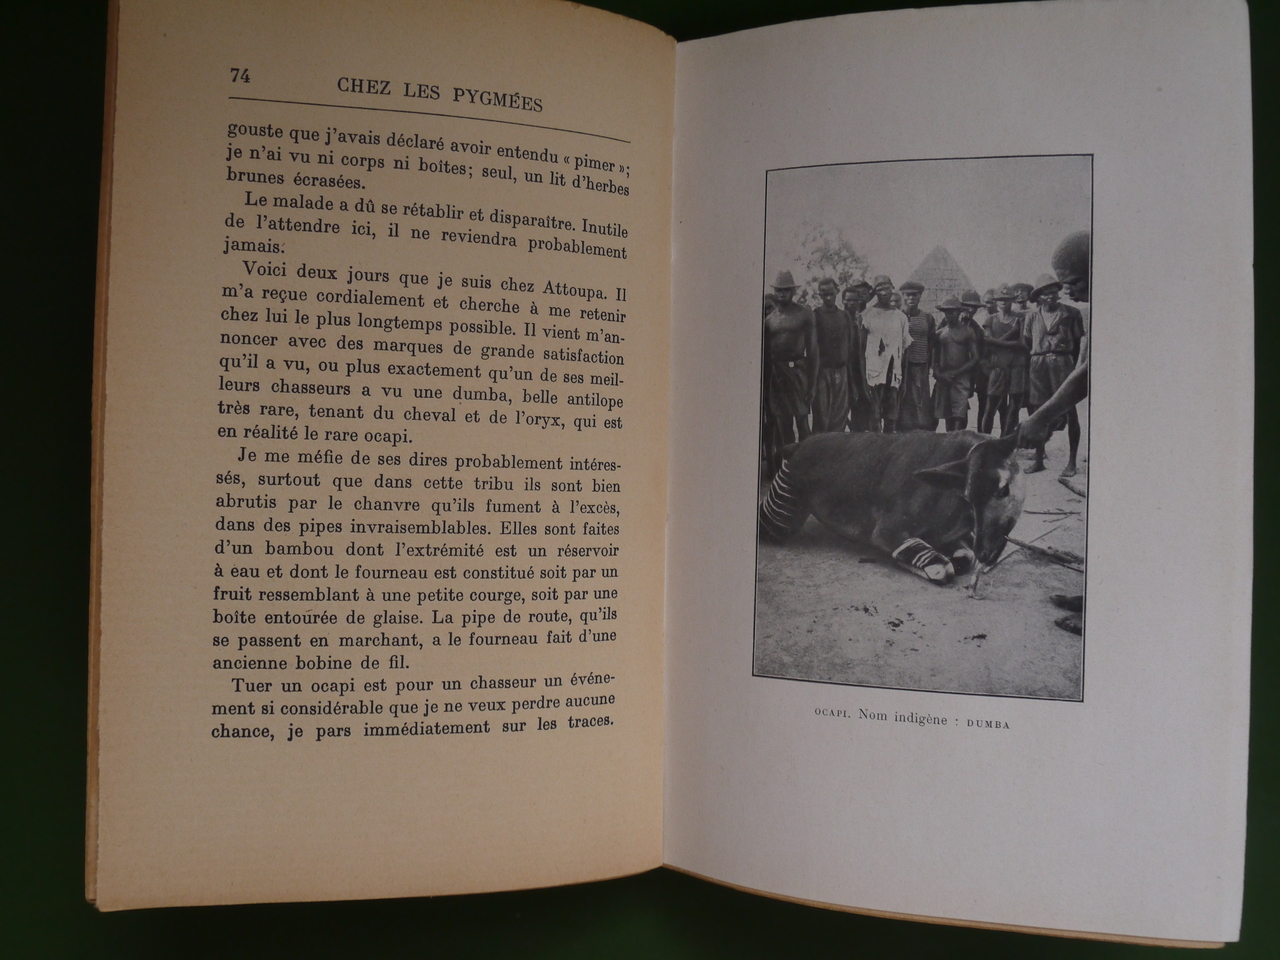 74
CHEZ LES PYGMÉES
gouste que j'avais déclaré avoir entendu « pimer »;
je n'ai vu ni corps ni boîtes; seul, un lit d'herbes
brunes écrasées.
Le malade a dû se rétablir et disparaître. Inutile
de l'attendre ici, il ne reviendra probablement
jamais.
Voici deux jours que je suis chez Attoupa. Il
m'a reçue cordialement et cherche à me retenir
chez lui le plus longtemps possible. Il vient m'an-
noncer avec des marques de grande satisfaction
qu'il a vu, ou plus exactement qu'un de ses meil-
leurs chasseurs a vu une dumba, belle antilope
très rare, tenant du cheval et de l'oryx, qui est
en réalité le rare ocapi.
Je me méfie de ses dires probablement intéres-
sés, surtout que dans cette tribu ils sont bien
abrutis par le chanvre qu'ils fument à l'excès,
dans des pipes invraisemblables. Elles sont faites
d'un bambou dont l'extrémité est un réservoir
à eau et dont le fourneau est constitué soit par un
fruit ressemblant à une petite courge, soit par une
boîte entourée de glaise. La pipe de route, qu'ils
se passent en marchant, a le fourneau fait d'une
ancienne bobine de fil.
Tuer un ocapi est pour un chasseur un événe-
ment si considérable que je ne veux perdre aucune
chance, je pars immédiatement sur les traces.
OCAPI. Nom indigène : DUMBA